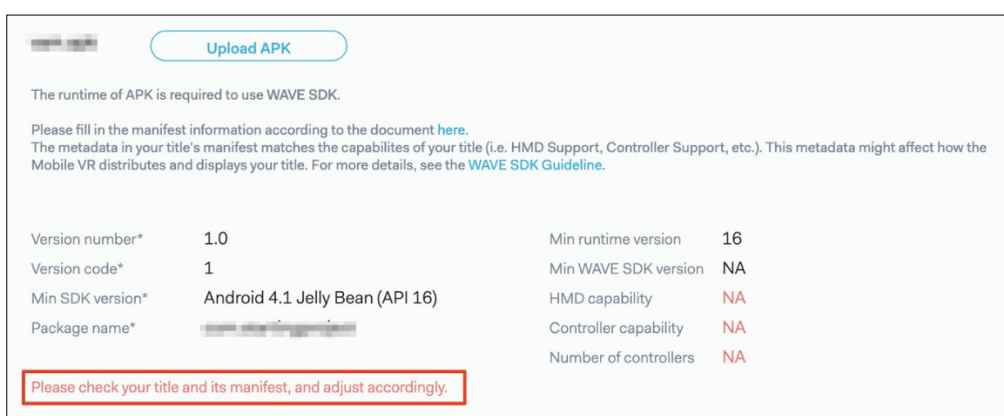 Upload APK
The runtime of APK is required to use WAVE SDK.
Please fill in the manifest information according to the document here.
The metadata in your title's manifest matches the capabilites of your title (i.e. HMD Support, Controller Support, etc.). This metadata might affect how the
Mobile VR distributes and displays your title. For more details, see the WAVE SDK Guideline.
Version number* 1.0
Version code* 1
Min SDK version* Android 4.1 Jelly Bean (API 16)
Package name*
Min runtime version 16
Min WAVE SDK version NA
HMD capability NA
Controller capability NA
Number of controllers NA
Please check your title and its manifest, and adjust accordingly.